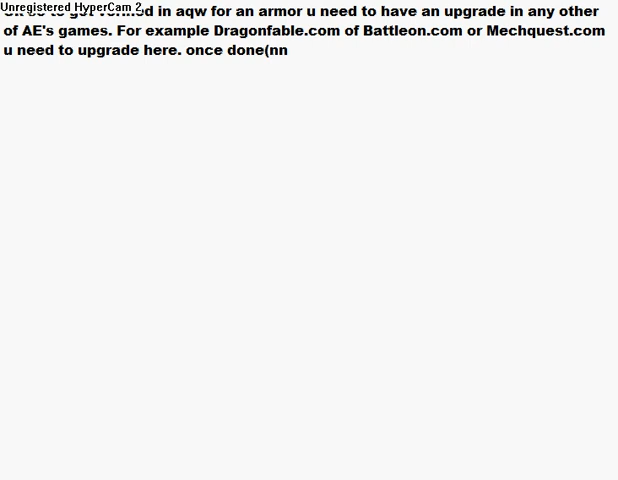 Unregistered HyperCam 2
in aqw for an armor u need to have an upgrade in any other
of AE's games. For example Dragonfable.com of Battleon.com or Mechquest.com
u need to upgrade here. once done(nn